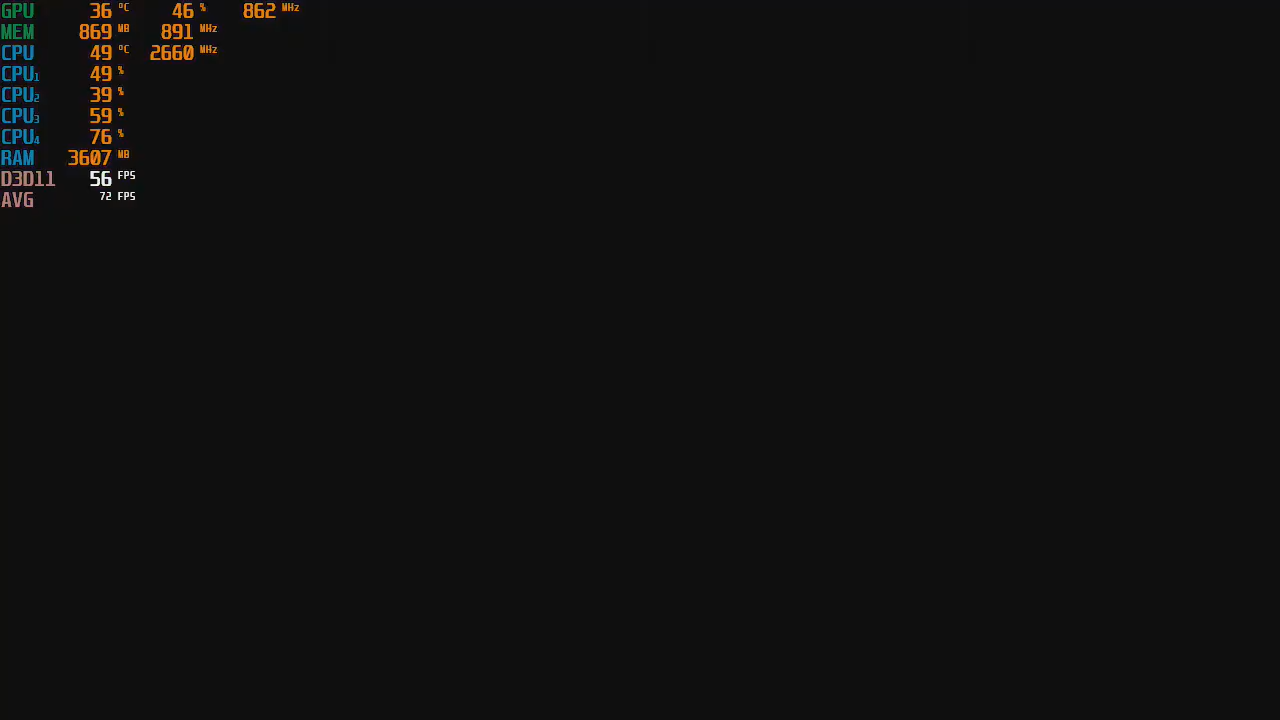 GPU 36 °C 46 % 862 MHz
MEM 869 MB 891 MHz
CPU 49 °C 2660 MHz
CPU1 49 %
CPU2 39 %
CPU3 59 %
CPU4 76 %
RAM 3607 MB
D3D11 56 FPS
AVG 72 FPS